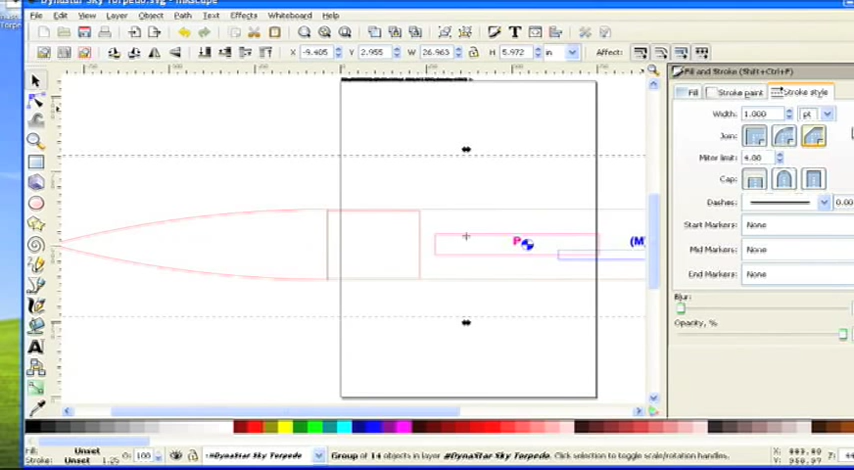 Dynastar Sky Torpedo.svg - Inkscape
File Edit View Layer Object Path Text Effects Whiteboard Help
X -9.405 Y 2.955 W 26.963 H 5.972 in Affect:
Fill and Stroke (Shift+Ctrl+F)
Fill Stroke paint Stroke style
Width: 1.000 pt
Join:
Miter limit: 4.00
Cap:
Dashes: 0.00
Start Markers: None
Mid Markers: None
End Markers: None
Blur:
Opacity, %
P
(M
Fill: Unset
Stroke: Unset 1.25 O: 100 #DynaStar Sky Torpedo Group of 14 objects in layer #DynaStar Sky Torpedo. Click selection to toggle scale/rotation handles. X:
Y: Z: